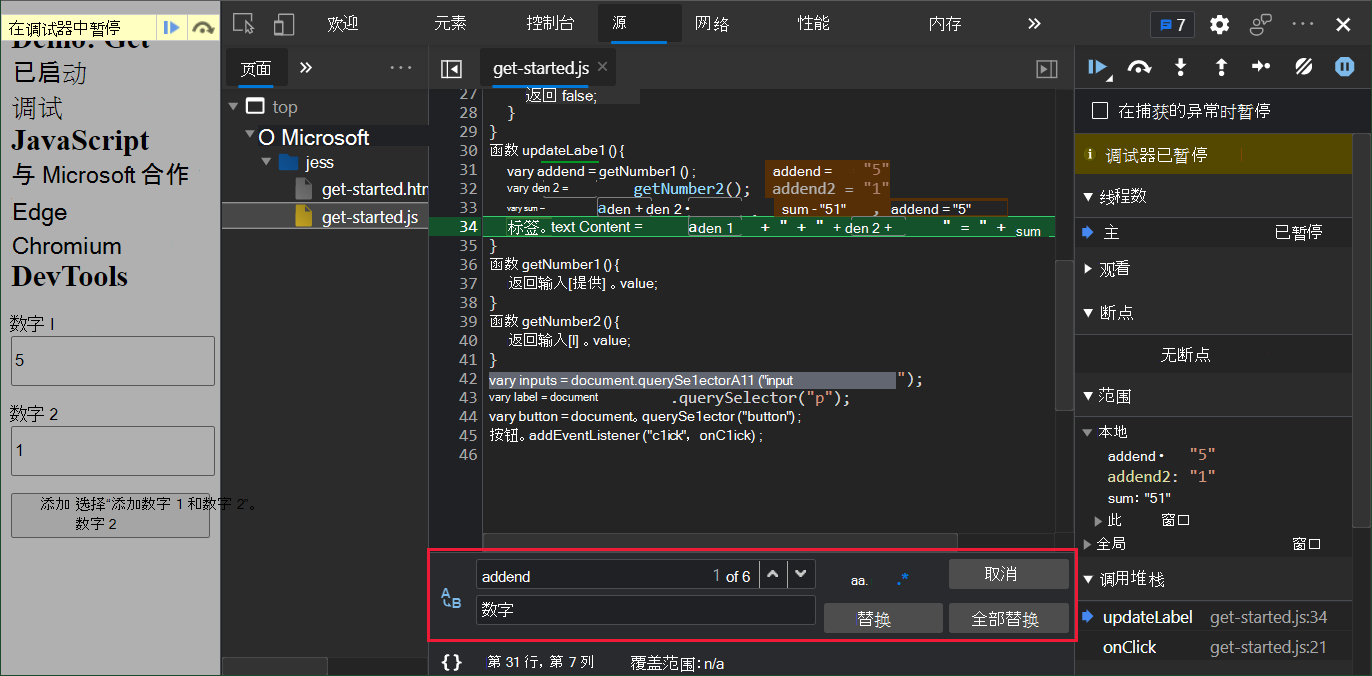 在调试器中暂停
Demo: Get
已启动
调试
JavaScript
与 Microsoft 合作
Edge
Chromium
DevTools
数字 I
5
数字 2
1
添加 选择“添加数字 1 和数字 2”。
数字 2
欢迎 元素 控制台 源 网络 性能 内存 7
页面
top
Microsoft
jess
get-started.htm
get-started.js
get-started.js
27 返回 false;
28 }
29 }
30 函数 updateLabe1 (){
31 vary addend = getNumber1 () ; addend = "5"
32 vary den 2 = getNumber2(); addend2 = "1"
33 vary sum = aden + den 2 • ; sum - "51" , addend = "5"
34 标签。text Content = aden 1 + " + " + den 2 + " = " + sum
35 }
36 函数 getNumber1 (){
37 返回输入[提供] 。value;
38 }
39 函数 getNumber2 (){
40 返回输入[I] 。value;
41 }
42 vary inputs = document.querySe1ectorA11 ("input ");
43 vary label = document .querySelector("p");
44 vary button = document。querySe1ector ("button") ;
45 按钮。addEventListener ("c1ick", onC1ick) ;
46
addend 1 of 6 aa. .* 取消
A B
数字 替换 全部替换
{} 第 31 行，第 7 列 覆盖范围：n/a
在捕获的异常时暂停
调试器已暂停
线程数
主 已暂停
观看
断点
无断点
范围
本地
addend • "5"
addend2: "1"
sum： "51"
此 窗口
全局 窗口
调用堆栈
updateLabel get-started.js:34
onClick get-started.js:21